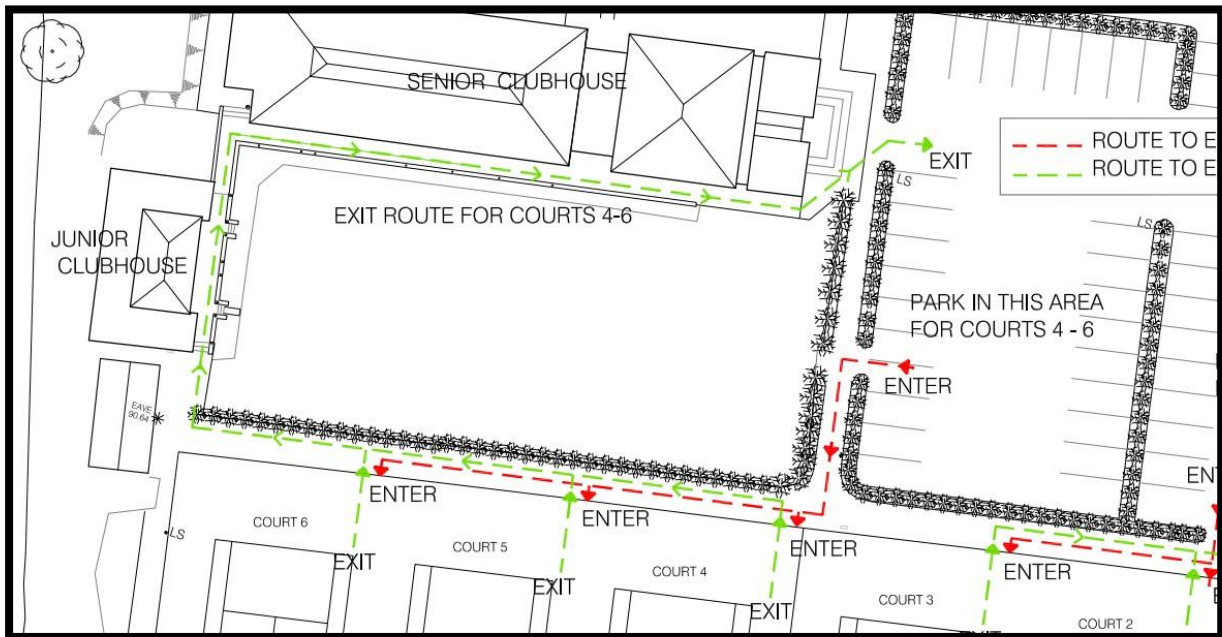 SENIOR CLUBHOUSE
ROUTE TO E
ROUTE TO E
EXIT
LS
EXIT ROUTE FOR COURTS 4-6
LS
JUNIOR
CLUBHOUSE
PARK IN THIS AREA
FOR COURTS 4 - 6
ENTER
EAVE
90.64
ENTER
ENTER
ENTER
ENTER
LS
COURT 6
COURT 5
COURT 4
COURT 3
COURT 2
EXIT
EXIT
EXIT
EXIT